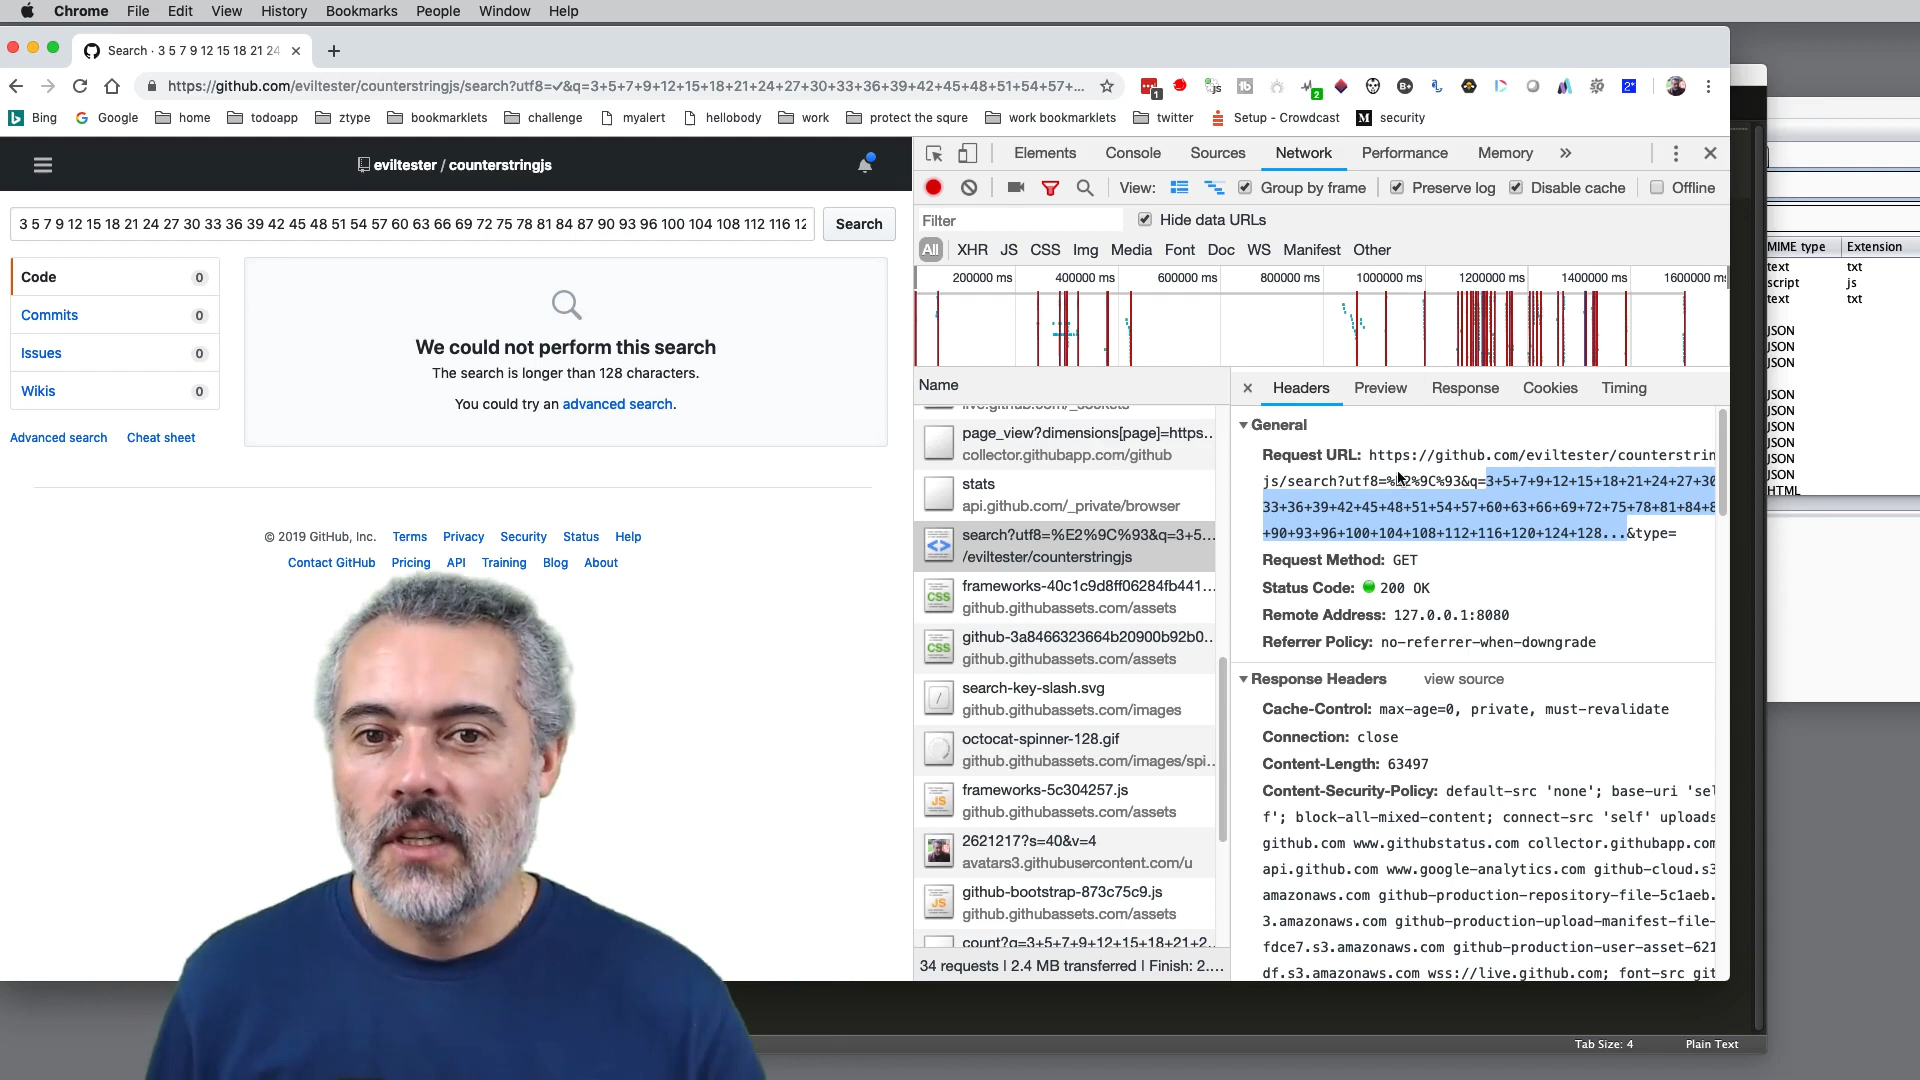 Chrome File Edit View History Bookmarks People Window Help
Search · 3 5 7 9 12 15 18 21 24
https://github.com/eviltester/counterstringjs/search?utf8=✓&q=3+5+7+9+12+15+18+21+24+27+30+33+36+39+42+45+48+51+54+57+...
Bing Google home todoapp ztype bookmarklets challenge myalert hellobody work protect the squre work bookmarklets twitter Setup - Crowdcast security
eviltester / counterstringjs
3 5 7 9 12 15 18 21 24 27 30 33 36 39 42 45 48 51 54 57 60 63 66 69 72 75 78 81 84 87 90 93 96 100 104 108 112 116 12
Search
Code 0
Commits 0
Issues 0
Wikis 0
Advanced search Cheat sheet
We could not perform this search
The search is longer than 128 characters.
You could try an advanced search.
© 2019 GitHub, Inc. Terms Privacy Security Status Help
Contact GitHub Pricing API Training Blog About
Elements Console Sources Network Performance Memory »
View: Group by frame Preserve log Disable cache Offline
Filter Hide data URLs
All XHR JS CSS Img Media Font Doc WS Manifest Other
200000 ms 400000 ms 600000 ms 800000 ms 1000000 ms 1200000 ms 1400000 ms 1600000 ms
Name
live.github.com/_sockets
page_view?dimensions[page]=https...
collector.githubapp.com/github
stats
api.github.com/_private/browser
search?utf8=%E2%9C%93&q=3+5...
/eviltester/counterstringjs
frameworks-40c1c9d8ff06284fb441...
github.githubassets.com/assets
github-3a8466323664b20900b92b0...
github.githubassets.com/assets
search-key-slash.svg
github.githubassets.com/images
octocat-spinner-128.gif
github.githubassets.com/images/spi...
frameworks-5c304257.js
github.githubassets.com/assets
2621217?s=40&v=4
avatars3.githubusercontent.com/u
github-bootstrap-873c75c9.js
github.githubassets.com/assets
count?q=3+5+7+9+12+15+18+21+2...
34 requests | 2.4 MB transferred | Finish: 2....
Headers Preview Response Cookies Timing
General
Request URL: https://github.com/eviltester/counterstrin
js/search?utf8=%E2%9C%93&q=3+5+7+9+12+15+18+21+24+27+30
33+36+39+42+45+48+51+54+57+60+63+66+69+72+75+78+81+84+8
+90+93+96+100+104+108+112+116+120+124+128...&type=
Request Method: GET
Status Code: 200 OK
Remote Address: 127.0.0.1:8080
Referrer Policy: no-referrer-when-downgrade
Response Headers view source
Cache-Control: max-age=0, private, must-revalidate
Connection: close
Content-Length: 63497
Content-Security-Policy: default-src 'none'; base-uri 'sel
f'; block-all-mixed-content; connect-src 'self' uploads
github.com www.githubstatus.com collector.githubapp.com
api.github.com www.google-analytics.com github-cloud.s3
amazonaws.com github-production-repository-file-5c1aeb.
3.amazonaws.com github-production-upload-manifest-file-
fdce7.s3.amazonaws.com github-production-user-asset-621
df.s3.amazonaws.com wss://live.github.com; font-src git
MIME type Extension
text txt
script js
text txt
JSON
JSON
JSON
JSON
JSON
JSON
JSON
JSON
JSON
HTML
Tab Size: 4 Plain Text